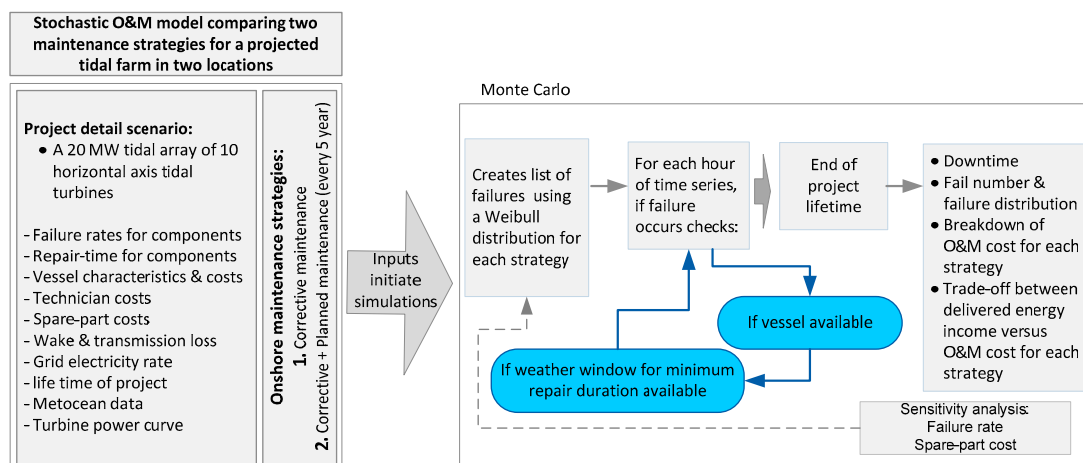 Stochastic O&M model comparing two
maintenance strategies for a projected
tidal farm in two locations
Project detail scenario:
● A 20 MW tidal array of 10
horizontal axis tidal
turbines
- Failure rates for components
- Repair-time for components
- Vessel characteristics & costs
- Technician costs
- Spare-part costs
- Wake & transmission loss
- Grid electricity rate
- life time of project
- Metocean data
- Turbine power curve
Onshore maintenance strategies:
1. Corrective maintenance
2. Corrective + Planned maintenance (every 5 year)
Inputs
initiate
simulations
Monte Carlo
Creates list of
failures using
a Weibull
distribution for
each strategy
For each hour
of time series,
if failure
occurs checks:
End of
project
lifetime
If vessel available
If weather window for minimum
repair duration available
● Downtime
● Fail number &
failure distribution
● Breakdown of
O&M cost for each
strategy
● Trade-off between
delivered energy
income versus
O&M cost for each
strategy
Sensitivity analysis:
Failure rate
Spare-part cost